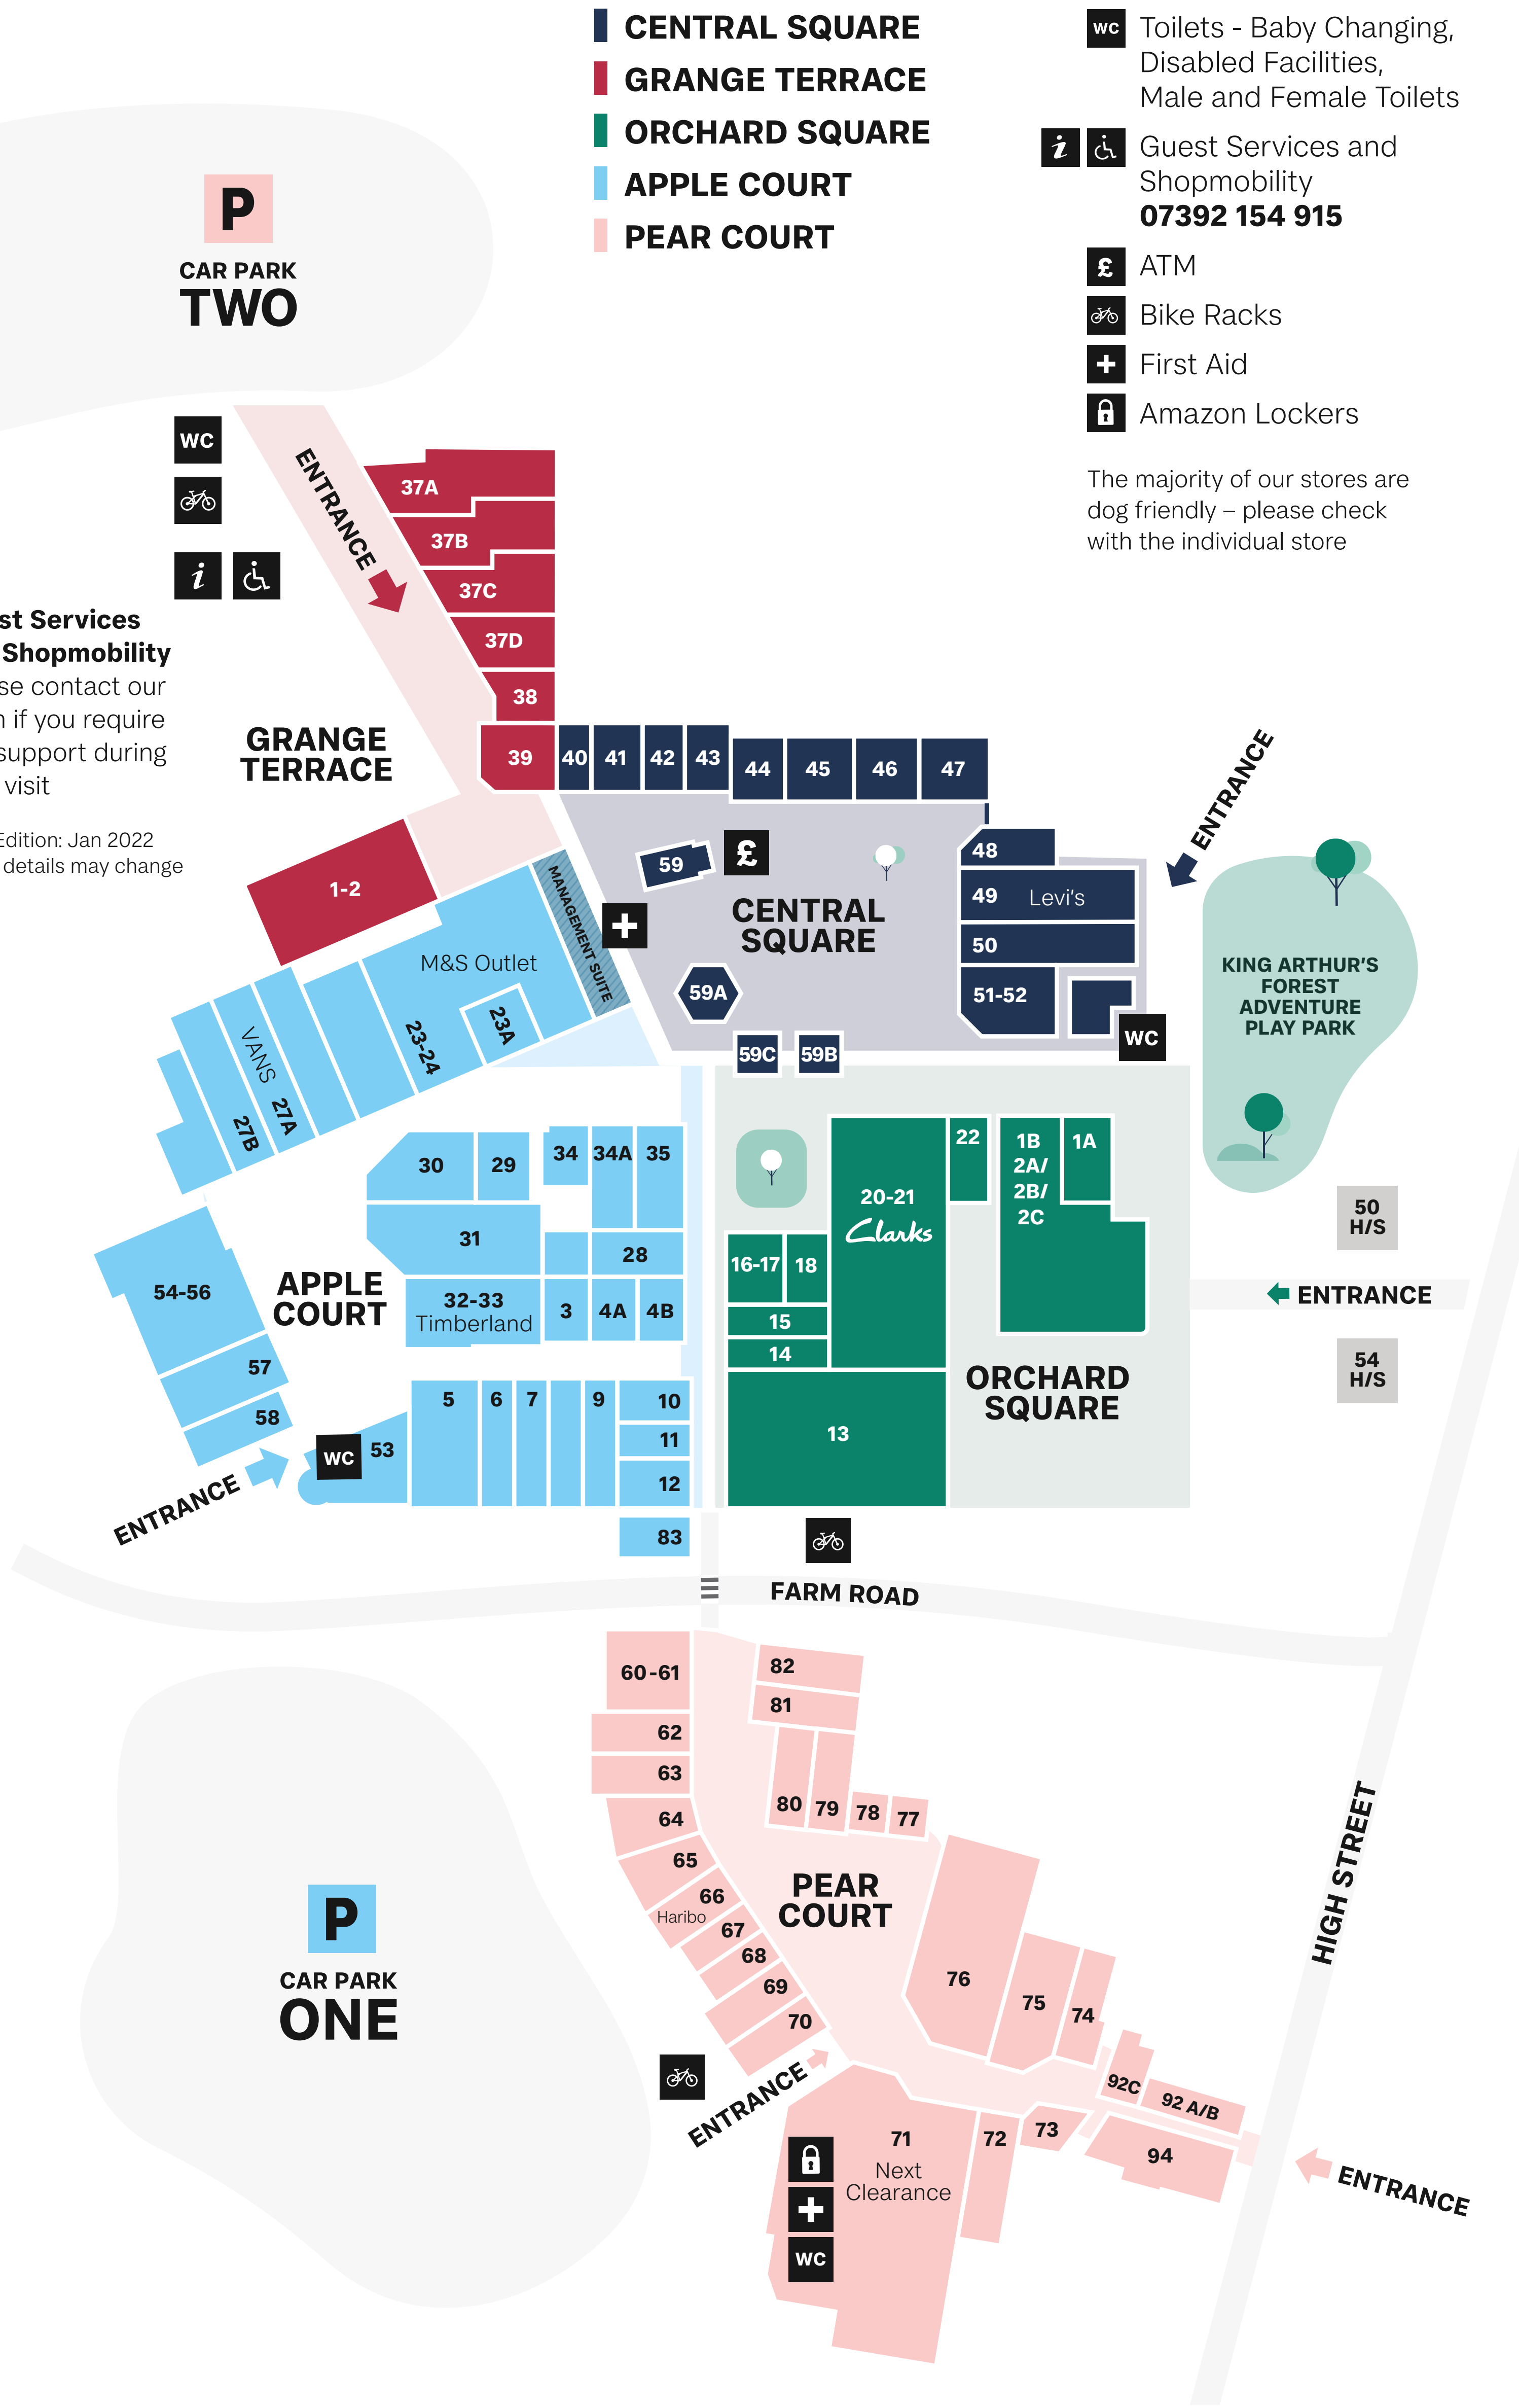 CENTRAL SQUARE
GRANGE TERRACE
ORCHARD SQUARE
APPLE COURT
PEAR COURT
WC
Toilets - Baby Changing,
Disabled Facilities,
Male and Female Toilets
i
Guest Services and
Shopmobility
07392 154 915
£
ATM
Bike Racks
First Aid
Amazon Lockers
The majority of our stores are
dog friendly – please check
with the individual store
P
CAR PARK
TWO
WC
ENTRANCE
i
st Services
Shopmobility
se contact our
n if you require
support during
visit
Edition: Jan 2022
details may change
GRANGE
TERRACE
37A
37B
37C
37D
38
39
1-2
40
41
42
43
44
45
46
47
59
£
CENTRAL
SQUARE
48
49
Levi's
50
51-52
WC
59A
59C
59B
ENTRANCE
KING ARTHUR'S
FOREST
ADVENTURE
PLAY PARK
MANAGEMENT SUITE
M&S Outlet
23A
23-24
VANS
27A
27B
30
29
34
34A
35
31
28
32-33
Timberland
3
4A
4B
APPLE
COURT
54-56
57
58
WC
53
ENTRANCE
5
6
7
9
10
11
12
83
20-21
Clarks
22
1B
2A/
2B/
2C
1A
16-17
18
15
14
13
ORCHARD
SQUARE
50
H/S
ENTRANCE
54
H/S
FARM ROAD
60-61
62
63
64
65
66
Haribo
67
68
69
70
82
81
80
79
78
77
PEAR
COURT
76
75
74
92C
92 A/B
73
72
94
71
Next
Clearance
WC
ENTRANCE
ENTRANCE
HIGH STREET
P
CAR PARK
ONE